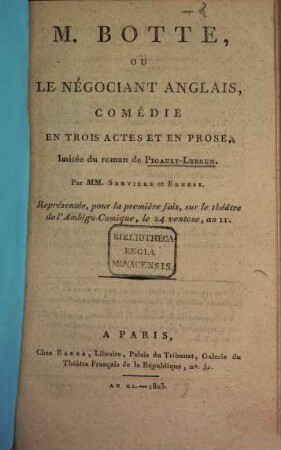 M. BOTTE,
OU
LE NÉGOCIANT ANGLAIS,
COMÉDIE
EN TROIS ACTES ET EN PROSE,
Imitée du roman de PIGAULT-LEBRUN.
Par MM. SERVIERE et ERNEST.
Représentée, pour la première fois, sur le théâtre
de l'Ambigu-Comique, le 24 ventose, an 11.
BIBLIOTHECA
REGIA
MONACENSIS.
A PARIS,
Chez BARBA, Libraire, Palais du Tribunat, Galerie du
Théâtre Français de la République, nº. 51.
AN XI.—1803.